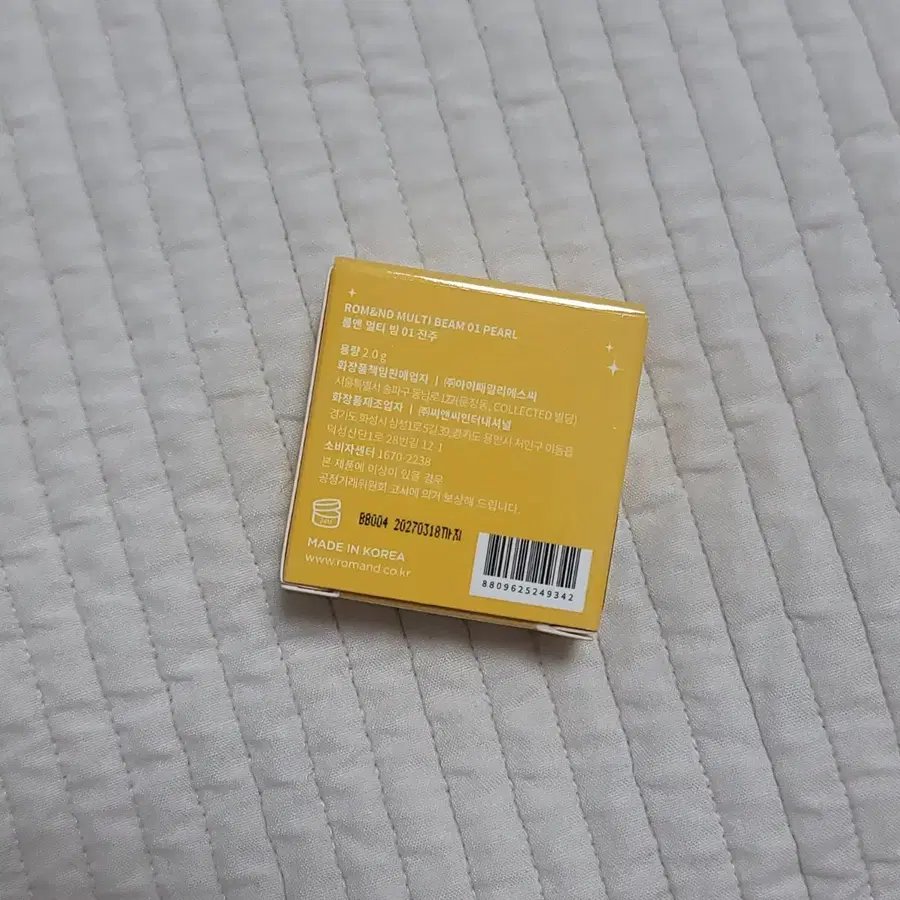 ROM&ND MULTI BEAM 01 PEARL
롬앤 멀티 빔 01 진주
용량 2.0 g
화장품책임판매업자 | ㈜아이패밀리에스씨
서울특별시 송파구 동남로 122(문정동, COLLECTED 빌딩)
화장품제조업자 | ㈜씨앤씨인터내셔널
경기도 화성시 삼성1로5길 39,경기도 용인시 처인구 이동읍
덕성산단1로 28번길 12-1
소비자센터 1670-2238
본 제품에 이상이 있을 경우
공정거래위원회 고시에 의거 보상해 드립니다.
BB004 20270318까지
MADE IN KOREA
www.romand.co.kr
8809625249342